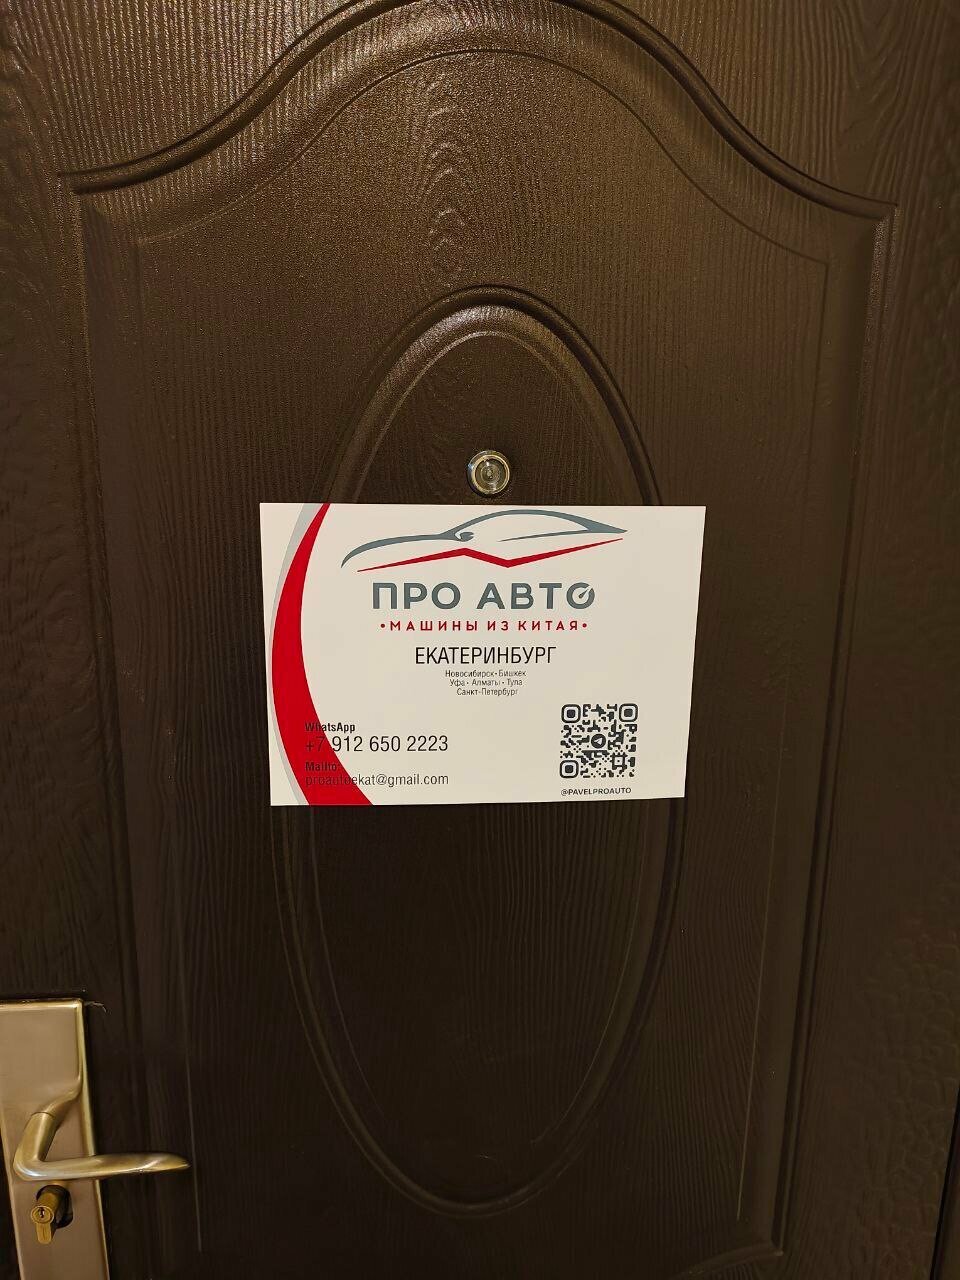 ПРО АВТО
•МАШИНЫ ИЗ КИТАЯ•
ЕКАТЕРИНБУРГ
Новосибирск • Бишкек
Уфа • Алматы • Тула
Санкт-Петербург
WhatsApp
+7 912 650 2223
Mailto:
proautoekat@gmail.com
@PAVELPROAUTO